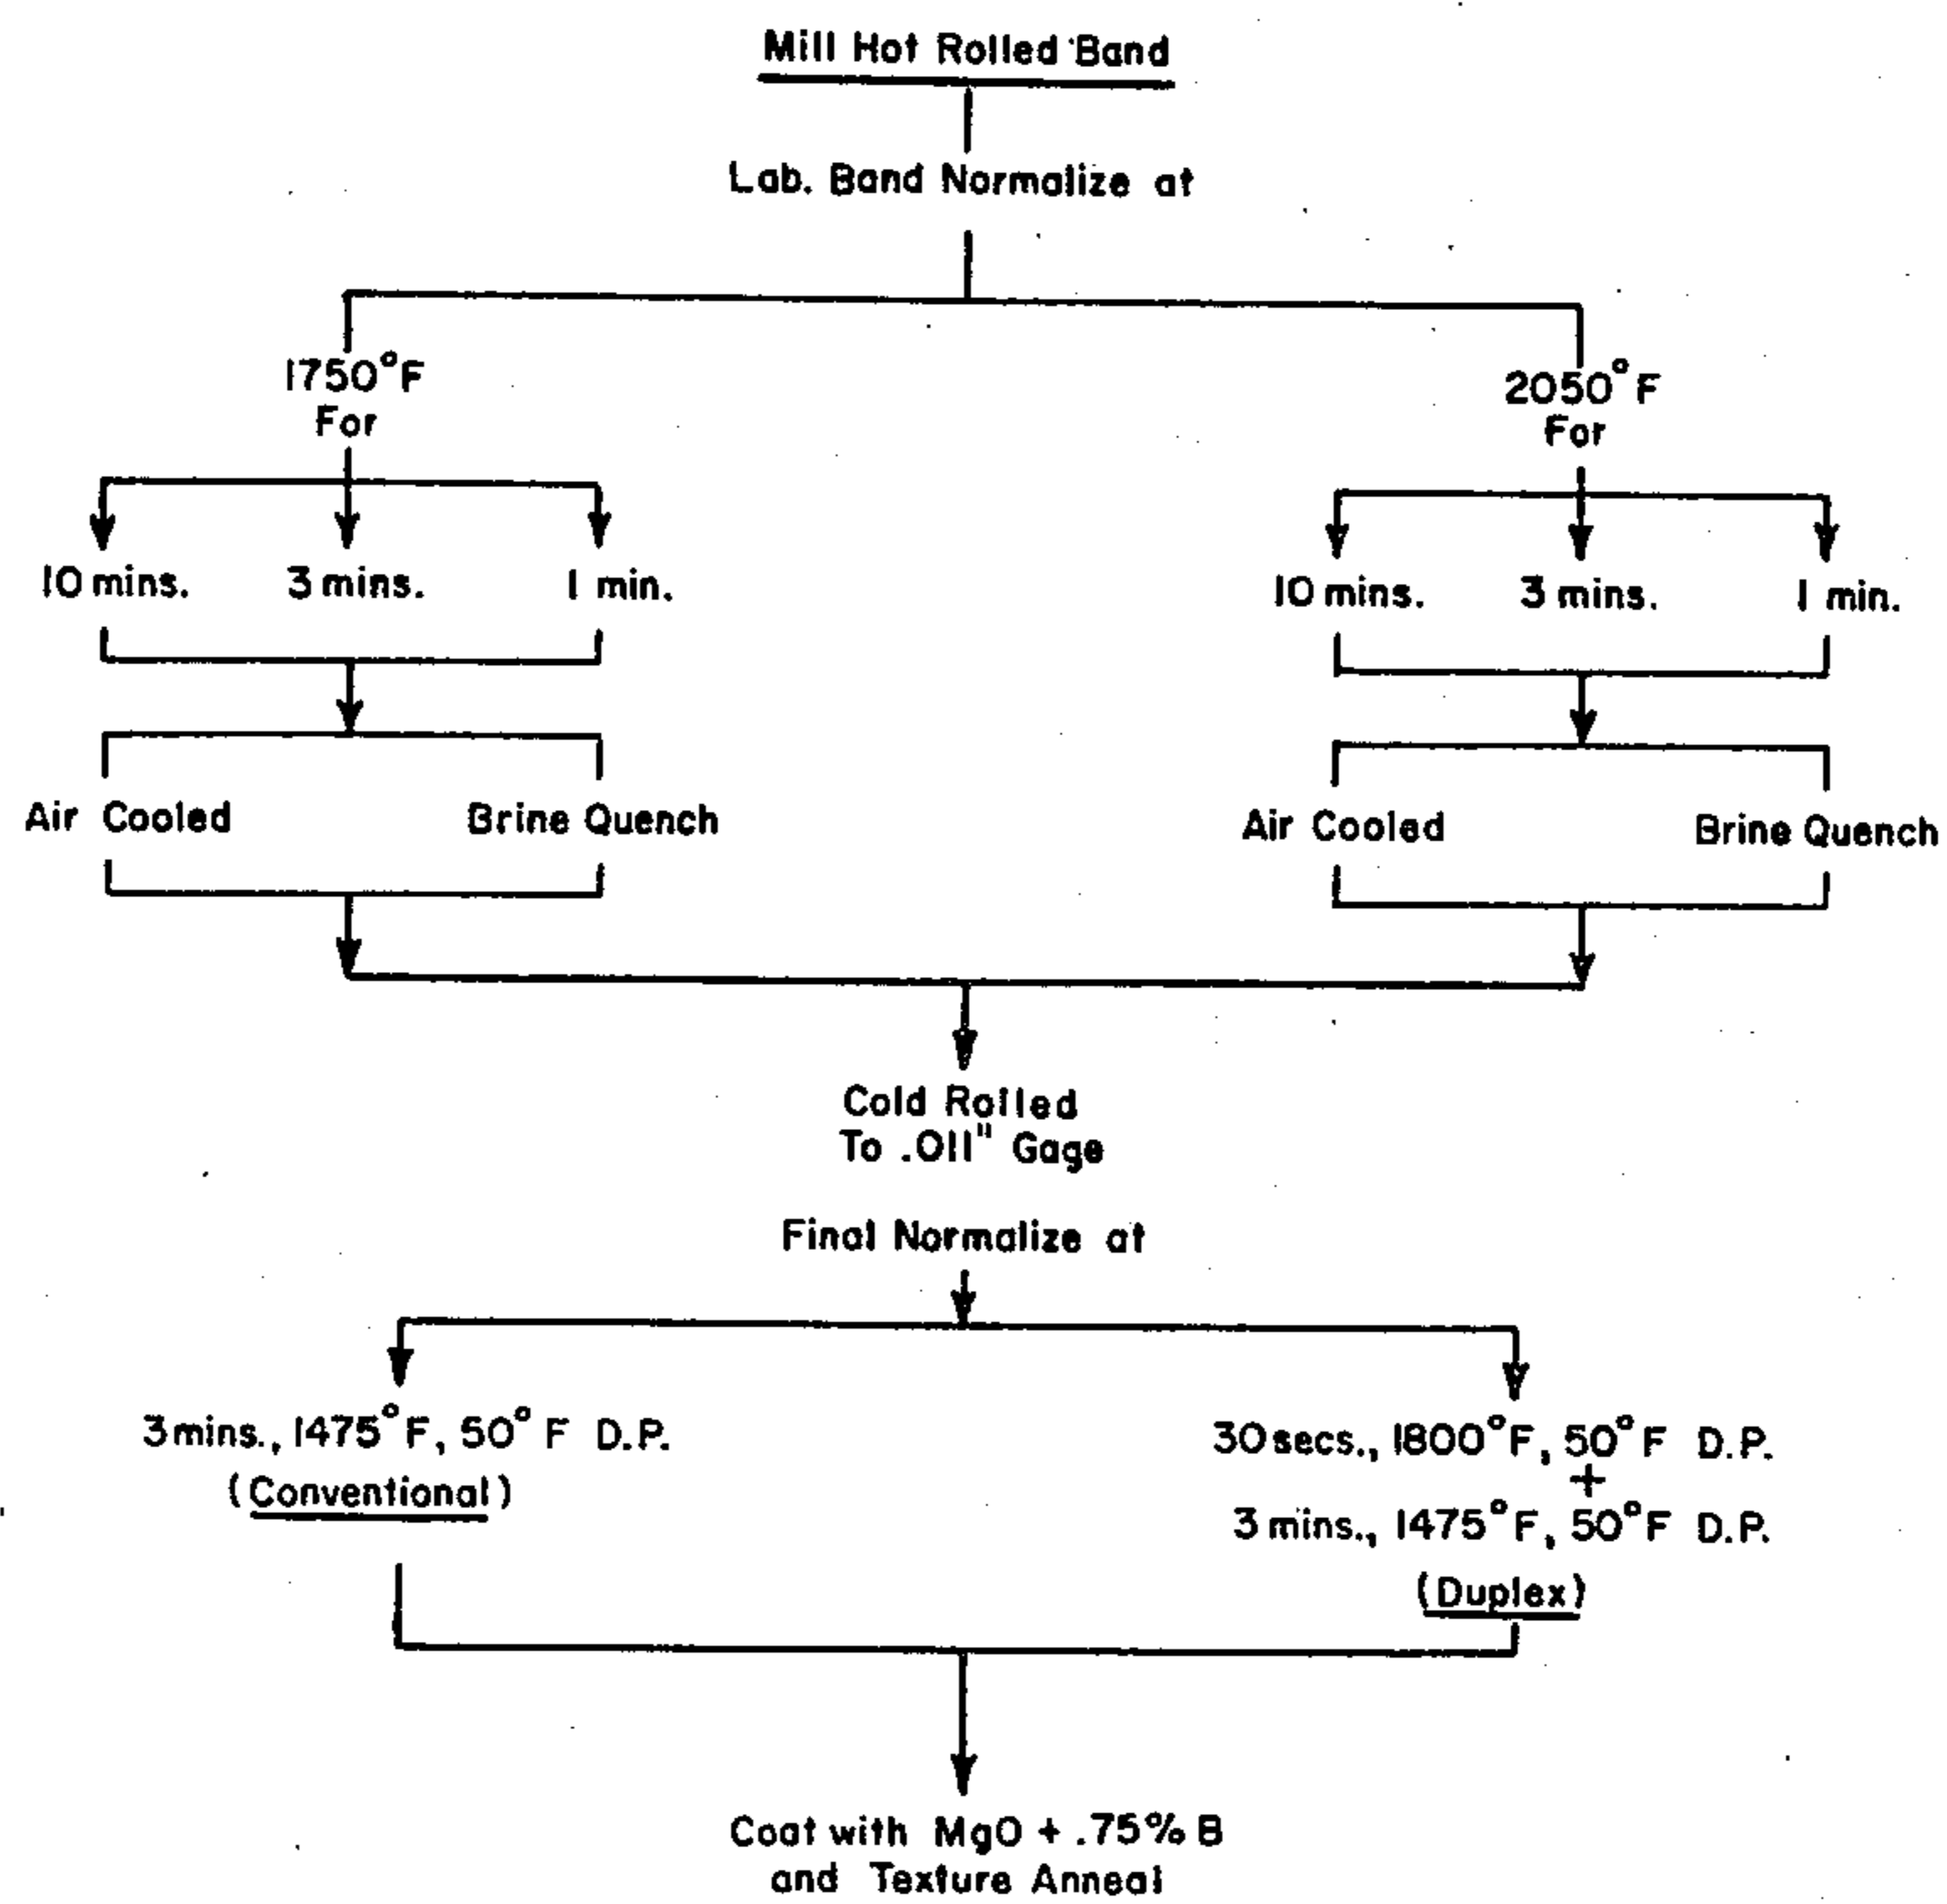 Mill Hot Rolled Band
Lab. Band Normalize at
1750°F
For
2050°F
For
10 mins.
3 mins.
1 min.
10 mins.
3 mins.
1 min.
Air Cooled
Brine Quench
Air Cooled
Brine Quench
Cold Rolled
To .011" Gage
Final Normalize at
3 mins., 1475°F, 50°F D.P.
(Conventional)
30 secs., 1800°F, 50°F D.P.
+
3 mins., 1475°F, 50°F D.P.
(Duplex)
Coat with MgO + .75% B
and Texture Anneal